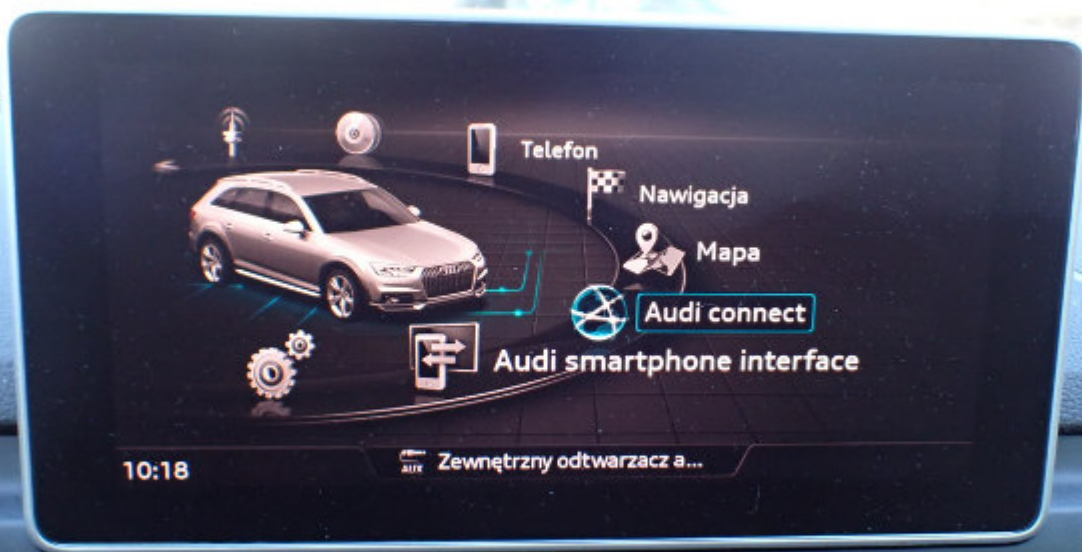 Telefon
Nawigacja
Mapa
Audi connect
Audi smartphone interface
10:18
AUX Zewnętrzny odtwarzacz a...